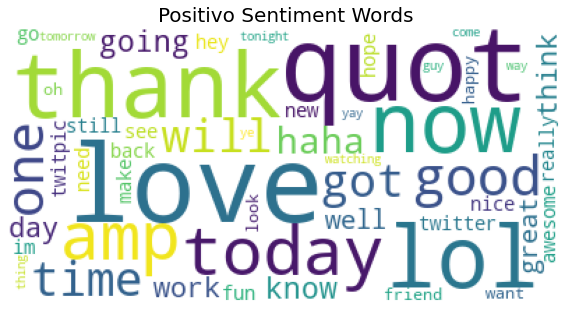 Positivo Sentiment Words
go
tomorrow
going
hey
tonight
quot
come
thank
hope
guy
way
oh
happy
think
new
yay
now
one
twitpic
still
see
will
haha
really
need
back
make
ye
watching
love
got
good
awesome
look
nice
great
day
im
amp
today
well
twitter
lol
thing
time
work
fun
know
friend
want